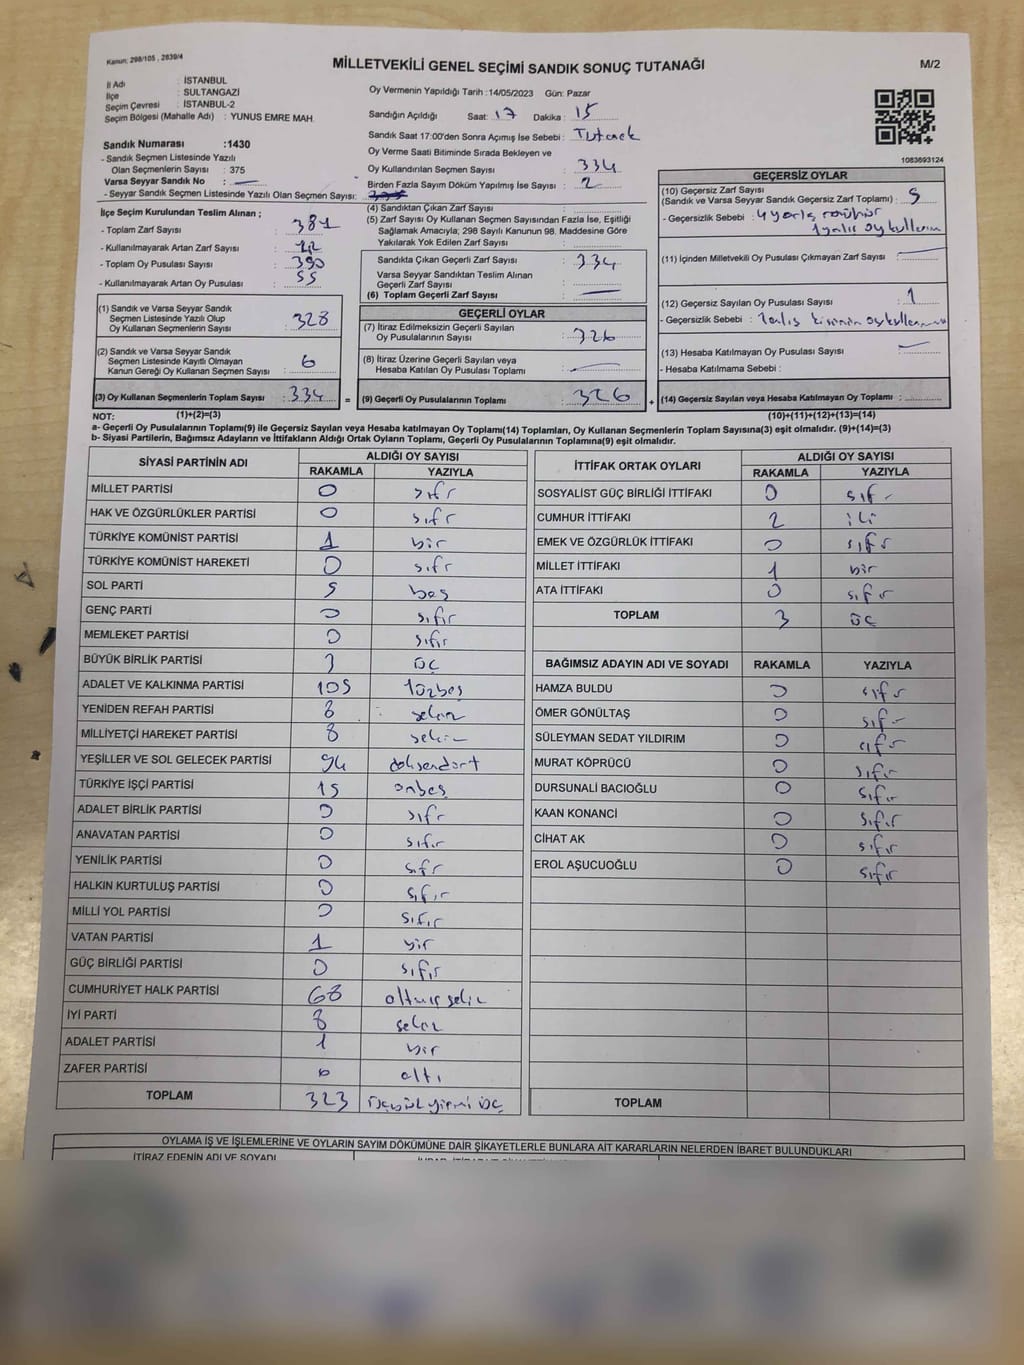 Kanun: 298/105 , 2839/4
MİLLETVEKİLİ GENEL SEÇİMİ SANDIK SONUÇ TUTANAĞI
M/2
İl Adı : İSTANBUL
İlçe : SULTANGAZİ
Seçim Çevresi : İSTANBUL-2
Seçim Bölgesi (Mahalle Adı) : YUNUS EMRE MAH.
Oy Vermenin Yapıldığı Tarih :14/05/2023 Gün: Pazar
Sandığın Açıldığı Saat: 17 Dakika : 15
Sandık Saat 17:00'den Sonra Açımış İse Sebebi : Tutanak
Oy Verme Saati Bitiminde Sırada Bekleyen ve
Oy Kullandırılan Seçmen Sayısı : 334
Birden Fazla Sayım Döküm Yapılmış İse Sayısı : 2
1083693124
Sandık Numarası :1430
- Sandık Seçmen Listesinde Yazılı
Olan Seçmenlerin Sayısı : 375
Varsa Seyyar Sandık No : —
- Seyyar Sandık Seçmen Listesinde Yazılı Olan Seçmen Sayısı:
İlçe Seçim Kurulundan Teslim Alınan ;
- Toplam Zarf Sayısı : 381
- Kullanılmayarak Artan Zarf Sayısı :
- Toplam Oy Pusulası Sayısı : 390
- Kullanılmayarak Artan Oy Pusulası : 55
(4) Sandıktan Çıkan Zarf Sayısı :
(5) Zarf Sayısı Oy Kullanan Seçmen Sayısından Fazla İse, Eşitliği
Sağlamak Amacıyla; 298 Sayılı Kanunun 98. Maddesine Göre
Yakılarak Yok Edilen Zarf Sayısı :
Sandıkta Çıkan Geçerli Zarf Sayısı : 334
Varsa Seyyar Sandıktan Teslim Alınan
Geçerli Zarf Sayısı :
(6) Toplam Geçerli Zarf Sayısı : —
GEÇERSİZ OYLAR
(10) Geçersiz Zarf Sayısı
(Sandık ve Varsa Seyyar Sandık Geçersiz Zarf Toplamı) : 5
- Geçersizlik Sebebi : 4 yanlış mühür
1 yanlış oy kullanım
(11) İçinden Milletvekili Oy Pusulası Çıkmayan Zarf Sayısı : —
(12) Geçersiz Sayılan Oy Pusulası Sayısı : 1
- Geçersizlik Sebebi : Yanlış kişinin oy kullanması
(13) Hesaba Katılmayan Oy Pusulası Sayısı : —
- Hesaba Katılmama Sebebi :
(14) Geçersiz Sayılan veya Hesaba Katılmayan Oy Toplamı :
(10)+(11)+(12)+(13)=(14)
(1) Sandık ve Varsa Seyyar Sandık
Seçmen Listesinde Yazılı Olup
Oy Kullanan Seçmenlerin Sayısı : 328
(2) Sandık ve Varsa Seyyar Sandık
Seçmen Listesinde Kayıtlı Olmayan
Kanun Gereği Oy Kullanan Seçmen Sayısı : 6
(3) Oy Kullanan Seçmenlerin Toplam Sayısı : 334 =
(1)+(2)=(3)
GEÇERLİ OYLAR
(7) İtiraz Edilmeksizin Geçerli Sayılan
Oy Pusulalarının Sayısı : 326
(8) İtiraz Üzerine Geçerli Sayılan veya
Hesaba Katılan Oy Pusulası Toplamı : —
(9) Geçerli Oy Pusulalarının Toplamı : 326 +
NOT:
a- Geçerli Oy Pusulalarının Toplamı(9) ile Geçersiz Sayılan veya Hesaba katılmayan Oy Toplamı(14) Toplamları, Oy Kullanan Seçmen Toplam Sayısına(3) eşit olmalıdır. (9)+(14)=(3)
b- Siyasi Partilerin, Bağımsız Adayların ve İttifakların Aldığı Ortak Oyların Toplamı, Geçerli Oy Pusulalarının Toplamına(9) eşit olmalıdır.
SİYASİ PARTİNİN ADI ALDIĞI OY SAYISI
RAKAMLA YAZIYLA
MİLLET PARTİSİ 0 sıfır
HAK VE ÖZGÜRLÜKLER PARTİSİ 0 sıfır
TÜRKİYE KOMÜNİST PARTİSİ 1 bir
TÜRKİYE KOMÜNİST HAREKETİ 0 sıfır
SOL PARTİ 5 beş
GENÇ PARTİ 0 sıfır
MEMLEKET PARTİSİ 0 sıfır
BÜYÜK BİRLİK PARTİSİ 3 üç
ADALET VE KALKINMA PARTİSİ 105 Yüzbeş
YENİDEN REFAH PARTİSİ 8 sekiz
MİLLİYETÇİ HAREKET PARTİSİ 8 sekiz
YEŞİLLER VE SOL GELECEK PARTİSİ 94 doksandört
TÜRKİYE İŞÇİ PARTİSİ 15 onbeş
ADALET BİRLİK PARTİSİ 0 sıfır
ANAVATAN PARTİSİ 0 sıfır
YENİLİK PARTİSİ 0 sıfır
HALKIN KURTULUŞ PARTİSİ 0 sıfır
MİLLİ YOL PARTİSİ 0 sıfır
VATAN PARTİSİ 1 bir
GÜÇ BİRLİĞİ PARTİSİ 0 sıfır
CUMHURİYET HALK PARTİSİ 68 altmışsekiz
İYİ PARTİ 8 sekiz
ADALET PARTİSİ 1 bir
ZAFER PARTİSİ 6 altı
TOPLAM 323 üçyüzyirmi üç
İTTİFAK ORTAK OYLARI ALDIĞI OY SAYISI
RAKAMLA YAZIYLA
SOSYALİST GÜÇ BİRLİĞİ İTTİFAKI 0 sıfır
CUMHUR İTTİFAKI 2 iki
EMEK VE ÖZGÜRLÜK İTTİFAKI 0 sıfır
MİLLET İTTİFAKI 1 bir
ATA İTTİFAKI 0 sıfır
TOPLAM 3 üç
BAĞIMSIZ ADAYIN ADI VE SOYADI RAKAMLA YAZIYLA
HAMZA BULDU 0 sıfır
ÖMER GÖNÜLTAŞ 0 sıfır
SÜLEYMAN SEDAT YILDIRIM 0 sıfır
MURAT KÖPRÜCÜ 0 sıfır
DURSUNALİ BACIOĞLU 0 sıfır
KAAN KONANCİ 0 sıfır
CİHAT AK 0 sıfır
EROL AŞUCUOĞLU 0 sıfır
TOPLAM
OYLAMA İŞ VE İŞLEMLERİNE VE OYLARIN SAYIM DÖKÜMÜNE DAİR ŞİKAYETLERLE BUNLARA AİT KARARLARIN NELERDEN İBARET BULUNDUKLARI
İTİRAZ EDENİN ADI VE SOYADI